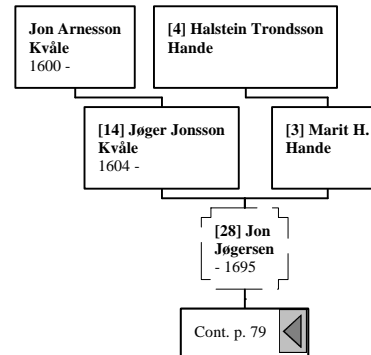 Jon Arnesson
Kvåle
1600 -
[4] Halstein Trondsson
Hande
[14] Jøger Jonsson
Kvåle
1604 -
[3] Marit H.
Hande
[28] Jon
Jøgersen
- 1695
Cont. p. 79